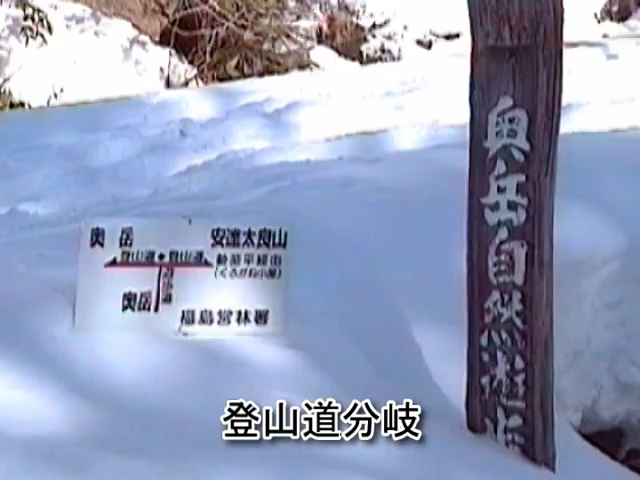 奥岳
安達太良山
登山道
登山道
勢至平経由
(くろがね小屋)
遊歩道
奥岳
福島営林署
奥岳自然遊歩
登山道分岐